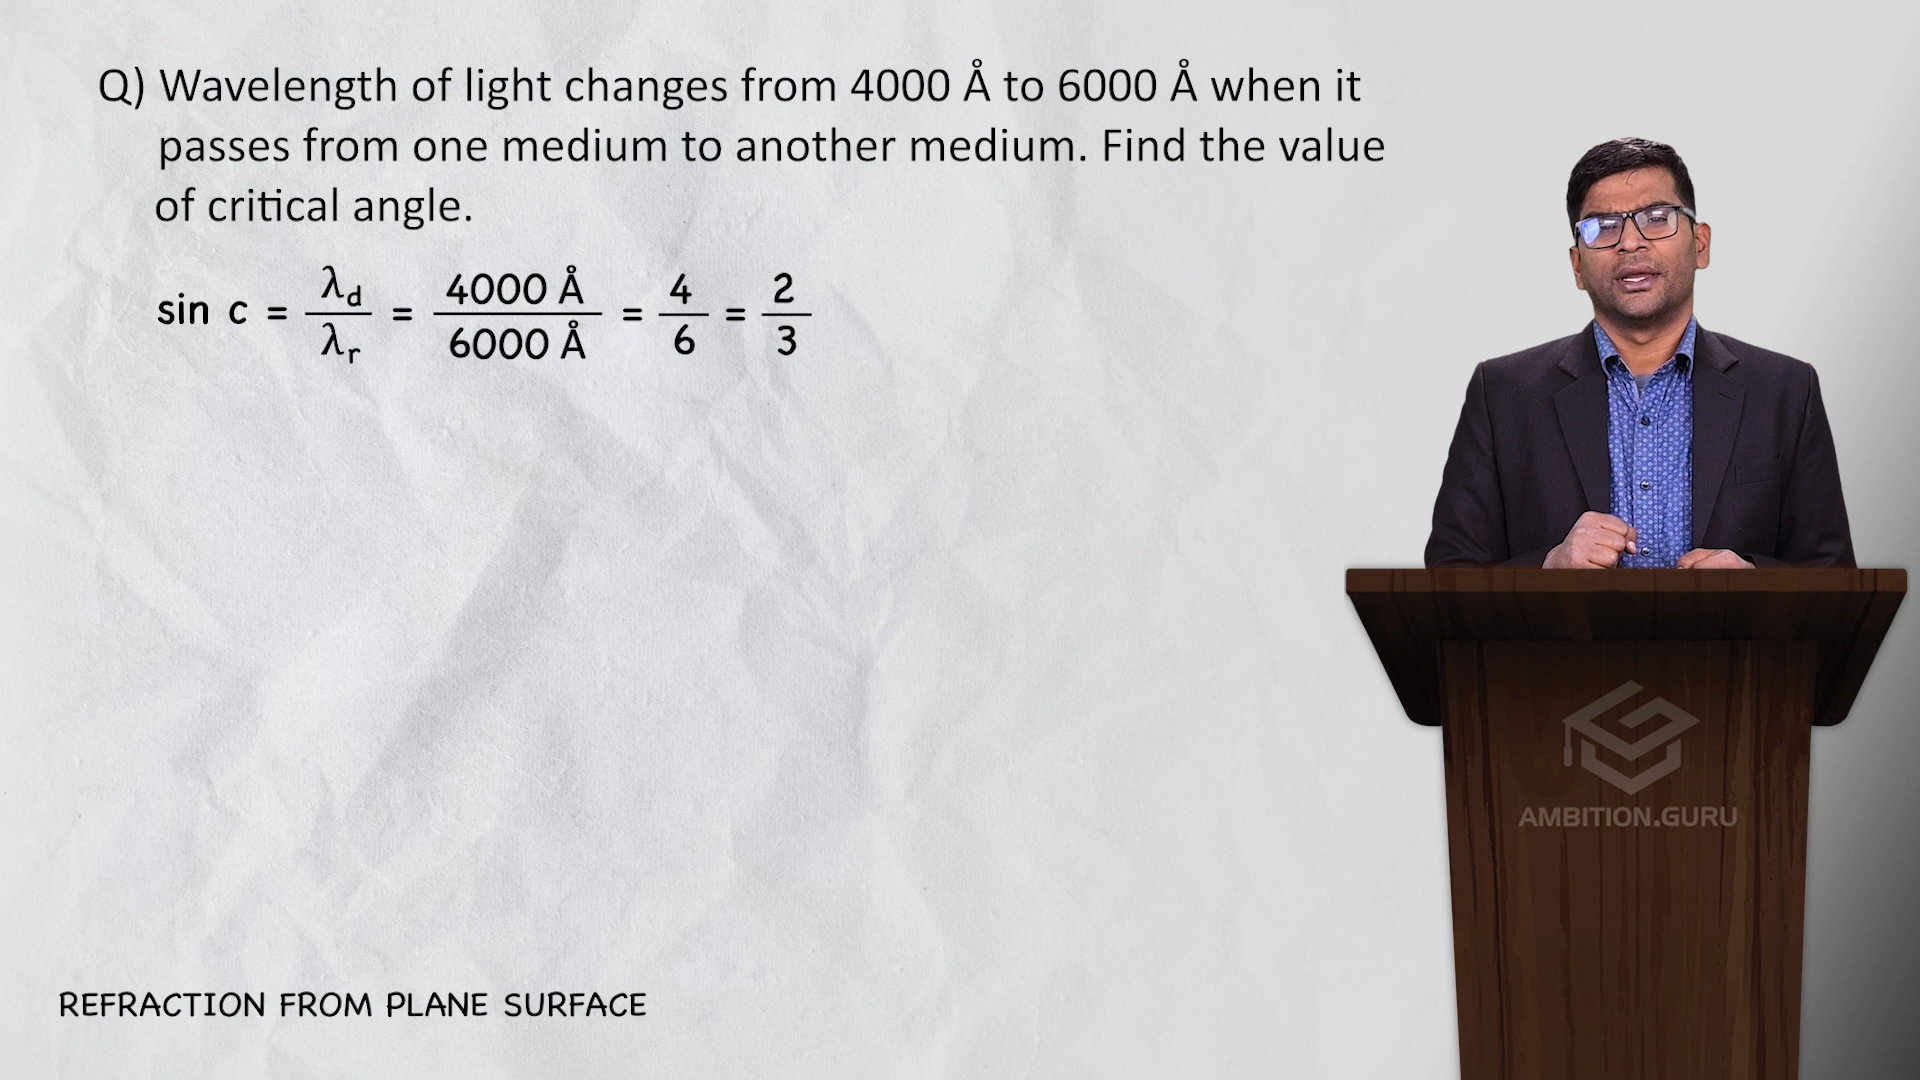 Q) Wavelength of light changes from 4000 Å to 6000 Å when it
passes from one medium to another medium. Find the value
of critical angle.
sin c = λd/λr = 4000 Å/6000 Å = 4/6 = 2/3
AMBITION.GURU
REFRACTION FROM PLANE SURFACE